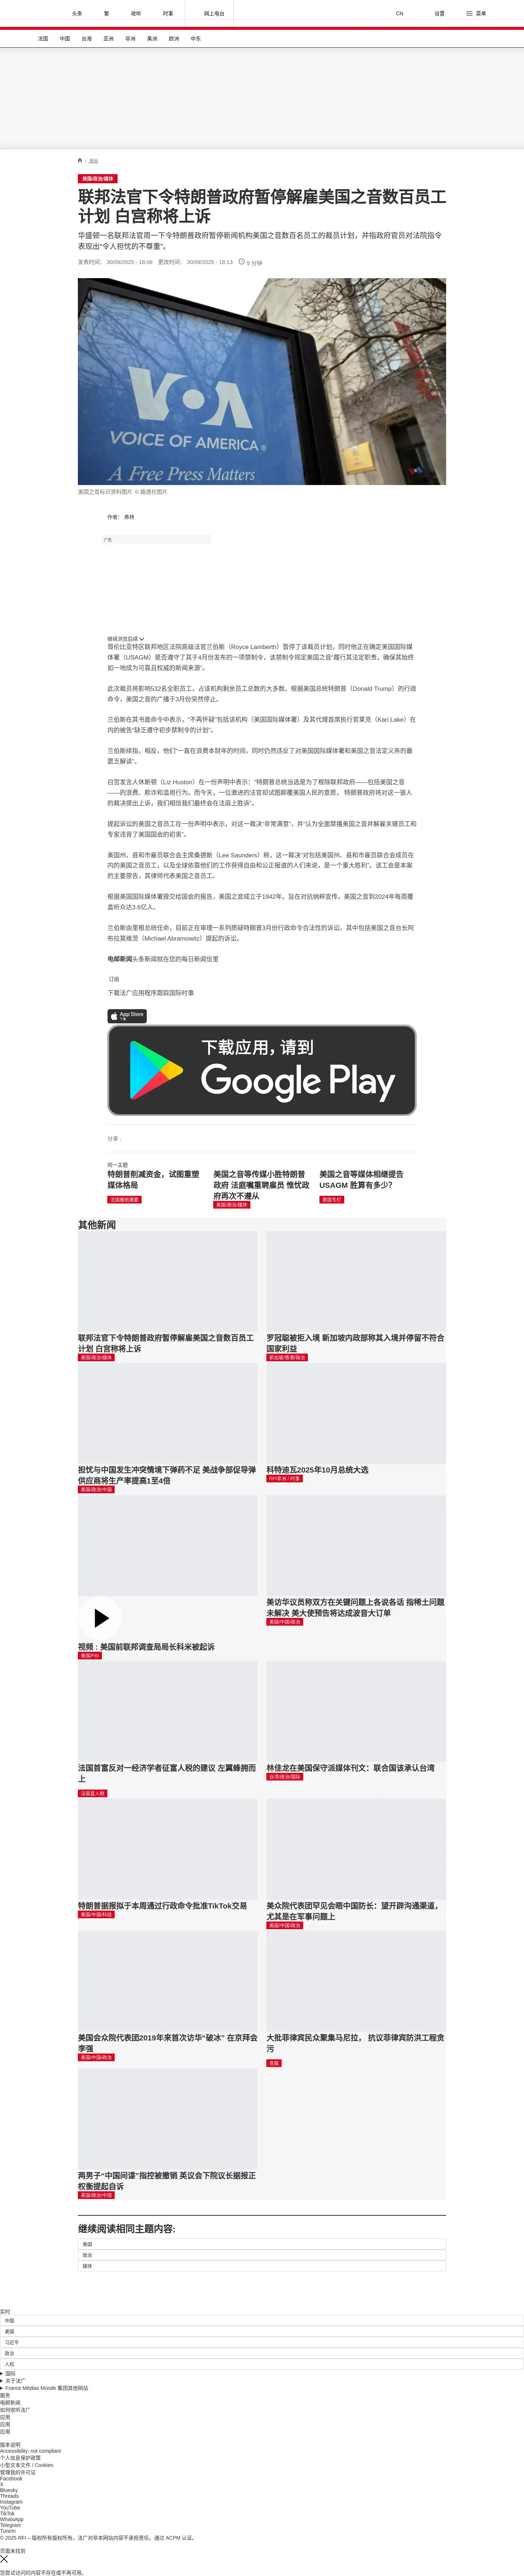 头条
繁
收听
时事
网上电台
CN
设置
菜单
法国
中国
台海
亚洲
非洲
美洲
欧洲
中东
/ 政治
美国/政治/媒体
联邦法官下令特朗普政府暂停解雇美国之音数百员工
计划 白宫称将上诉
华盛顿一名联邦法官周一下令特朗普政府暂停新闻机构美国之音数百名员工的裁员计划，并指政府官员对法院指令
表现出“令人担忧的不尊重”。
发表时间： 30/09/2025 - 18:08 更改时间： 30/09/2025 - 18:13 5 分钟
VOA
VOICE OF AMERICA®
A Free Press Matters
美国之音标识资料图片 © 路透社图片
作者： 弗林
广告
继续浏览后续
哥伦比亚特区联邦地区法院高级法官兰伯斯（Royce Lamberth）暂停了该裁员计划，同时他正在确定美国国际媒
体署（USAGM）是否遵守了其于4月份发布的一项禁制令，该禁制令规定美国之音“履行其法定职责，确保其始终
如一地成为可靠且权威的新闻来源”。
此次裁员将影响532名全职员工，占该机构剩余员工总数的大多数。根据美国总统特朗普（Donald Trump）的行政
命令，美国之音的广播于3月份突然停止。
兰伯斯在其书面命令中表示，“不再怀疑”包括该机构（美国国际媒体署）及其代理首席执行官莱克（Kari Lake）在
内的被告“缺乏遵守初步禁制令的计划”。
兰伯斯续指，相反，他们“一直在浪费本财年的时间，同时仍然违反了对美国国际媒体署和美国之音法定义务的最
匮乏解读”。
白宫发言人休斯顿（Liz Huston）在一份声明中表示：“特朗普总统当选是为了根除联邦政府——包括美国之音
——的浪费、欺诈和滥用行为。而今天，一位激进的法官却试图颠覆美国人民的意愿， 特朗普政府将对这一骇人
的裁决提出上诉，我们相信我们最终会在法庭上胜诉”。
提起诉讼的美国之音员工在一份声明中表示，对这一裁决“非常满意”，并“认为全面禁播美国之音并解雇关键员工和
专家违背了美国国会的初衷”。
美国州、县和市雇员联合会主席桑德斯（Lee Saunders）称，这一裁决“对包括美国州、县和市雇员联合会成员在
内的美国之音员工，以及全球依靠他们的工作获得自由和公正报道的人们来说，是一个重大胜利”。该工会是本案
的主要原告，其律师代表美国之音员工。
根据美国国际媒体署提交给国会的报告，美国之音成立于1942年，旨在对抗纳粹宣传。美国之音到2024年每周覆
盖听众达3.6亿人。
兰伯斯由里根总统任命，目前正在审理一系列质疑特朗普3月份行政命令合法性的诉讼。其中包括美国之音台长阿
布拉莫维茨（Michael Abramowitz）提起的诉讼。
电邮新闻头条新闻就在您的每日新闻信里
订阅
下载法广应用程序跟踪国际时事
App Store
下载
下载应用，请到
Google Play
分享 :
同一主题
特朗普削减资金，试图重塑
媒体格局
法国报纸摘要
美国之音等传媒小胜特朗普
政府 法庭嘱重聘雇员 惟忧政
府再次不遵从
美国/政治/媒体
美国之音等媒体相继提告
USAGM 胜算有多少？
美国专栏
其他新闻
联邦法官下令特朗普政府暂停解雇美国之音数百员工
计划 白宫称将上诉
美国/政治/媒体
罗冠聪被拒入境 新加坡内政部称其入境并停留不符合
国家利益
新加坡/香港/政治
担忧与中国发生冲突情境下弹药不足 美战争部促导弹
供应商将生产率提高1至4倍
美国/政治/中国
科特迪瓦2025年10月总统大选
RFI非洲 / 时事
视频：美国前联邦调查局局长科米被起诉
美国/FBI
美访华议员称双方在关键问题上各说各话 指稀土问题
未解决 美大使预告将达成波音大订单
美国/中国/政治
法国首富反对一经济学者征富人税的建议 左翼蜂拥而
上
法国富人税
林佳龙在美国保守派媒体刊文：联合国该承认台湾
台湾/政治/国际
特朗普据报拟于本周通过行政命令批准TikTok交易
美国/中国/科技
美众院代表团罕见会晤中国防长：望开辟沟通渠道，
尤其是在军事问题上
美国/中国/政治
美国会众院代表团2019年来首次访华“破冰” 在京拜会
李强
美国/中国/政治
大批菲律宾民众聚集马尼拉， 抗议菲律宾防洪工程贪
污
贪腐
两男子“中国间谍”指控被撤销 英议会下院议长据报正
权衡提起自诉
英国/政治/中国
继续阅读相同主题内容:
美国
政治
媒体
实时
中国
美国
习近平
政治
人权
国际
关于法广
France Médias Monde 集团其他网站
服务
电邮新闻
如何收听法广
应用
应用
应用
版本说明
Accessibility: not compliant
个人信息保护政策
小型文本文件 / Cookies
管理我的许可证
Facebook
X
Bluesky
Threads
Instagram
YouTube
TikTok
WhatsApp
Telegram
TuneIn
© 2025 RFI – 版权所有版权所有，法广对非本网站内容不承担责任。通过 ACPM 认证。
页面未找到
您尝试访问的内容不存在或不再可用。